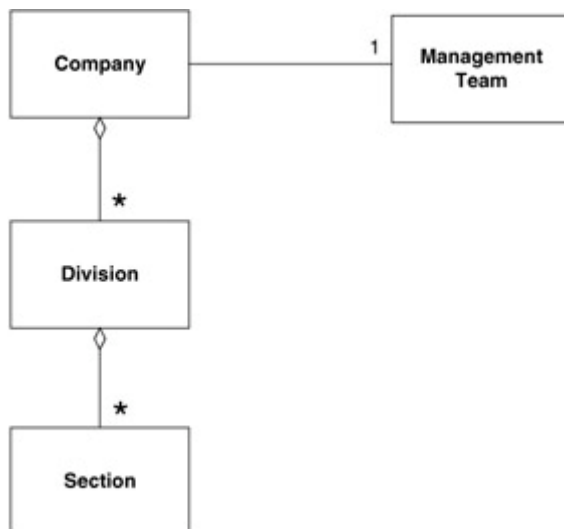 Company
1
Management
Team
*
Division
*
Section